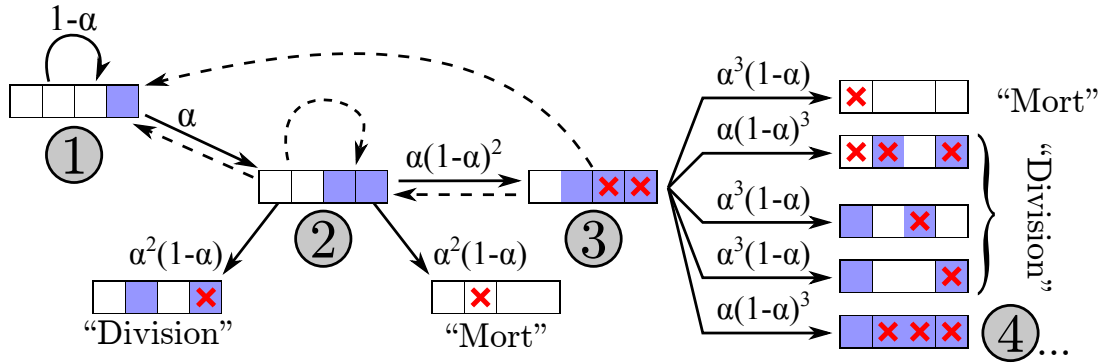 1-α
1
α
2
α²(1-α)
“Division”
α²(1-α)
“Mort”
α(1-α)²
3
α³(1-α)
“Mort”
α(1-α)³
α³(1-α)
α³(1-α)
“Division”
α(1-α)³
4...